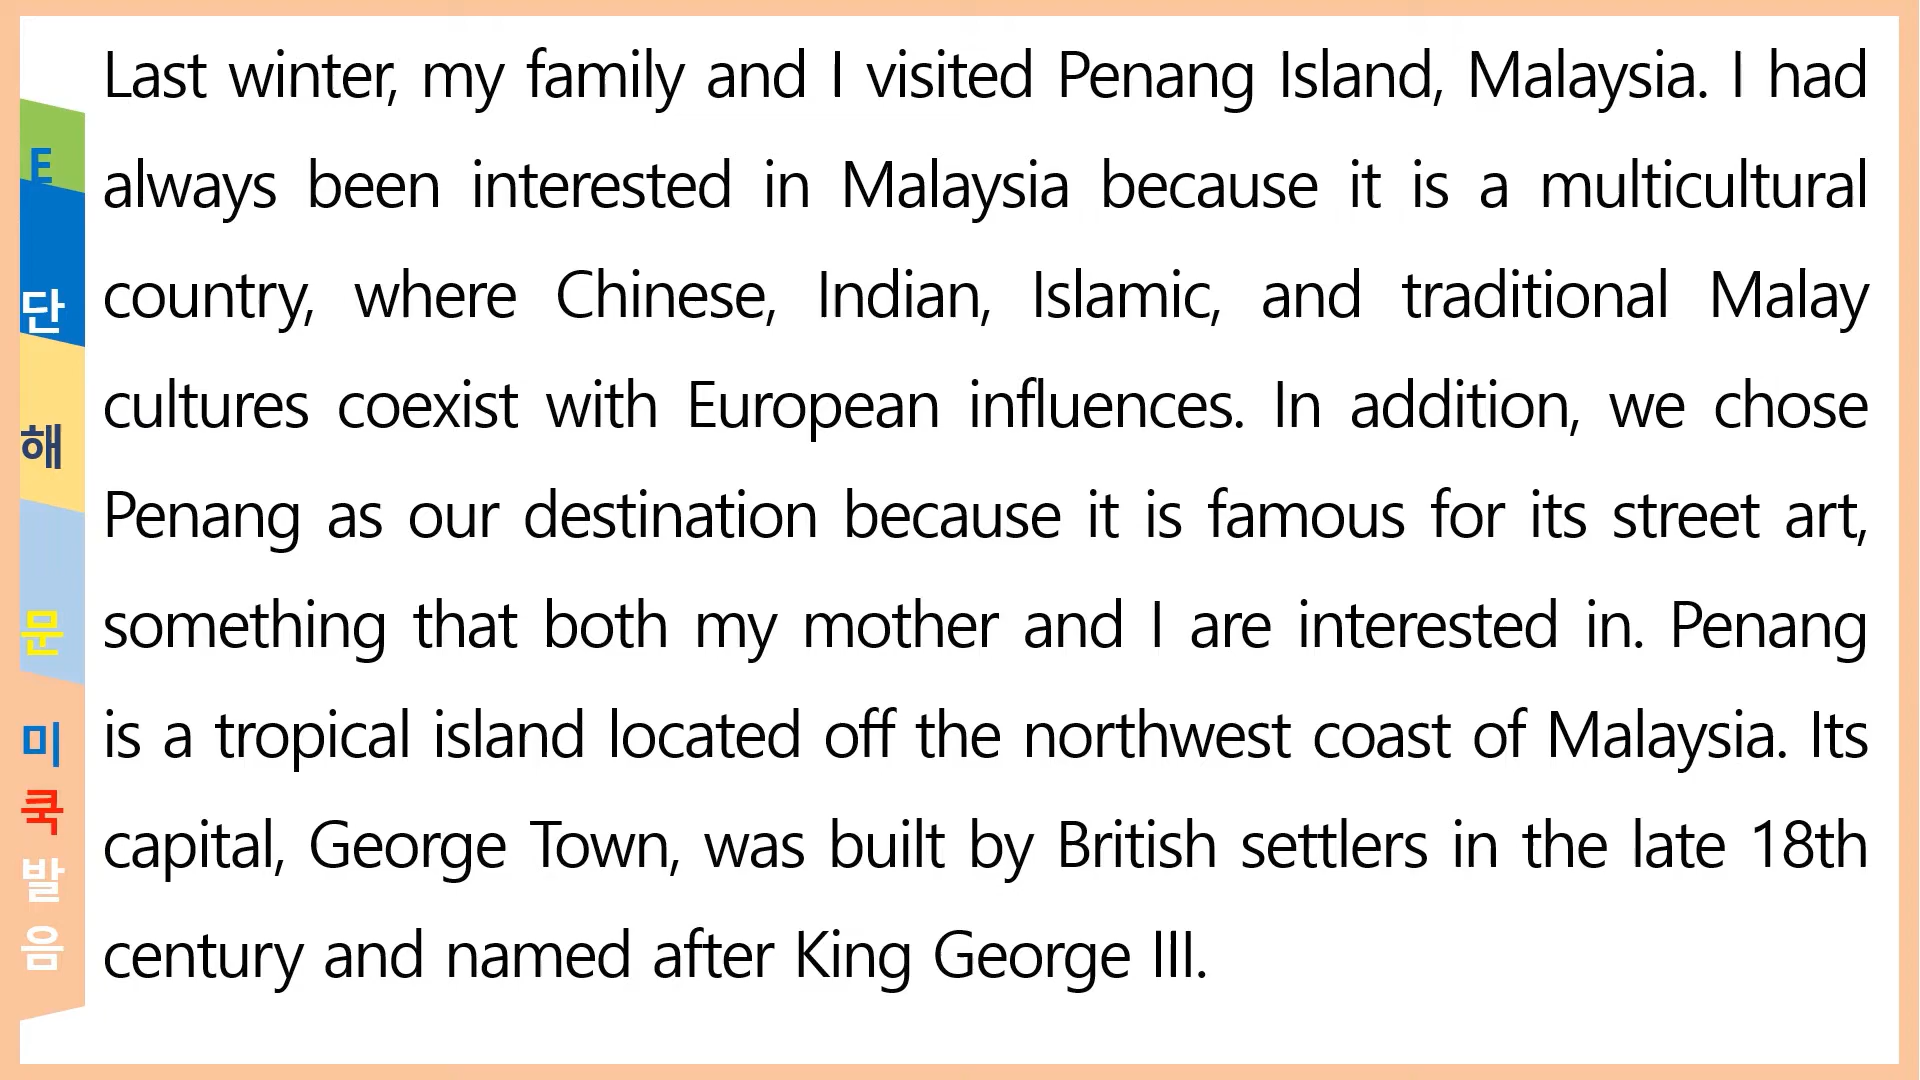 Last winter, my family and I visited Penang Island, Malaysia. I had
always been interested in Malaysia because it is a multicultural
country, where Chinese, Indian, Islamic, and traditional Malay
cultures coexist with European influences. In addition, we chose
Penang as our destination because it is famous for its street art,
something that both my mother and I are interested in. Penang
is a tropical island located off the northwest coast of Malaysia. Its
capital, George Town, was built by British settlers in the late 18th
century and named after King George III.
E
단
해
문
미
쿡
발
음